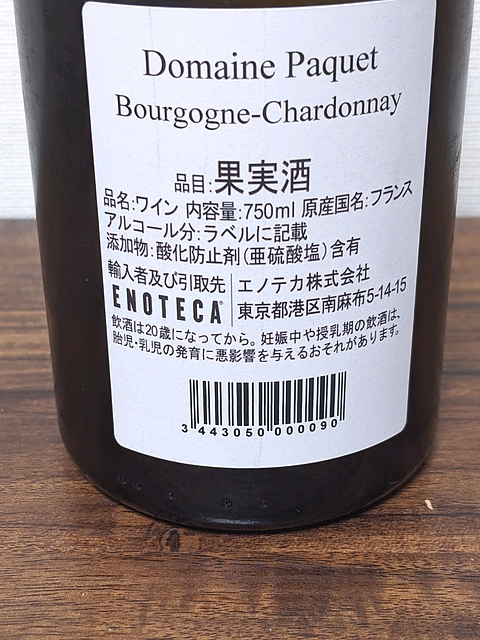 Domaine Paquet
Bourgogne-Chardonnay
品目:果実酒
品名:ワイン 内容量:750ml 原産国名:フランス
アルコール分:ラベルに記載
添加物:酸化防止剤(亜硫酸塩)含有
輸入者及び引取先 エノテカ株式会社
ENOTECA® 東京都港区南麻布5-14-15
飲酒は20歳になってから。妊娠中や授乳期の飲酒は、
胎児・乳児の発育に悪影響を与えるおそれがあります。
3 443050 000090